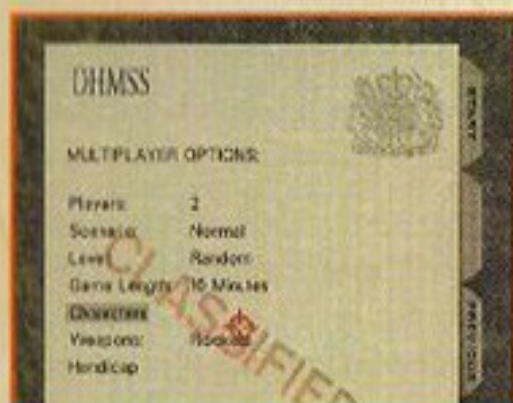 OHMSS
MULTIPLAYER OPTIONS:
Players: 2
Scenario: Normal
Level: Random
Game Length: 10 Minutes
Characters
Weapons: Rockets
Handicap
CLASSIFIED
START
PREVIOUS